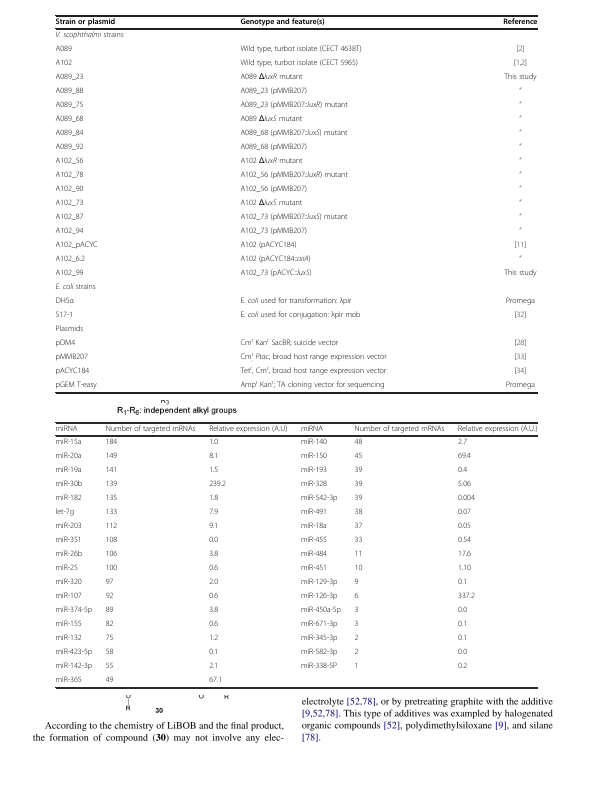 Strain or plasmid Genotype and feature(s) Reference
V. scophthalmi strains
A089 Wild type, turbot isolate (CECT 4638T) [2]
A102 Wild type, turbot isolate (CECT 5965) [1,2]
A089_23 A089 ΔluxR mutant This study
A089_88 A089_23 (pMMB207) "
A089_75 A089_23 (pMMB207::luxR) mutant "
A089_68 A089 ΔluxS mutant "
A089_84 A089_68 (pMMB207::luxS) mutant "
A089_92 A089_68 (pMMB207) "
A102_56 A102 ΔluxR mutant "
A102_78 A102_56 (pMMB207::luxR) mutant "
A102_90 A102_56 (pMMB207) "
A102_73 A102 ΔluxS mutant "
A102_87 A102_73 (pMMB207::luxS) mutant "
A102_94 A102_73 (pMMB207) "
A102_pACYC A102 (pACYC184) [11]
A102_6.2 A102 (pACYC184::aiiA) "
A102_99 A102_73 (pACYC::luxS) This study
E. coli strains
DH5α E. coli used for transformation: λpir Promega
S17-1 E. coli used for conjugation: λpir mob [32]
Plasmids
pDM4 Cmʳ Kanʳ SacBR; suicide vector [28]
pMMB207 Cmʳ Ptac, broad host range expression vector [33]
pACYC184 Tetʳ, Cmʳ, broad host range expression vector [34]
pGEM T-easy Ampʳ Kanʳ; TA cloning vector for sequencing Promega
R3
R1-R6: independent alkyl groups
miRNA Number of targeted mRNAs Relative expression (A.U) miRNA Number of targeted mRNAs Relative expression (A.U.)
miR-15a 184 1.0 miR-140 48 2.7
miR-20a 149 8.1 miR-150 45 69.4
miR-19a 141 1.5 miR-193 39 0.4
miR-30b 139 239.2 miR-328 39 5.06
miR-182 135 1.8 miR-542-3p 39 0.004
let-7g 133 7.9 miR-491 38 0.07
miR-203 112 9.1 miR-18a 37 0.05
miR-351 108 0.0 miR-455 33 0.54
miR-26b 106 3.8 miR-484 11 17.6
miR-25 100 0.6 miR-451 10 1.10
miR-320 97 2.0 miR-129-3p 9 0.1
miR-107 92 0.6 miR-126-3p 6 337.2
miR-374-5p 89 3.8 miR-450a-5p 3 0.0
miR-155 82 0.6 miR-671-3p 3 0.1
miR-132 75 1.2 miR-345-3p 2 0.1
miR-423-5p 58 0.1 miR-582-3p 2 0.0
miR-142-3p 55 2.1 miR-338-5P 1 0.2
miR-365 49 67.1
O O R
R
30
According to the chemistry of LiBOB and the final product,
the formation of compound (30) may not involve any elec-
electrolyte [52,78], or by pretreating graphite with the additive
[9,52,78]. This type of additives was exampled by halogenated
organic compounds [52], polydimethylsiloxane [9], and silane
[78].